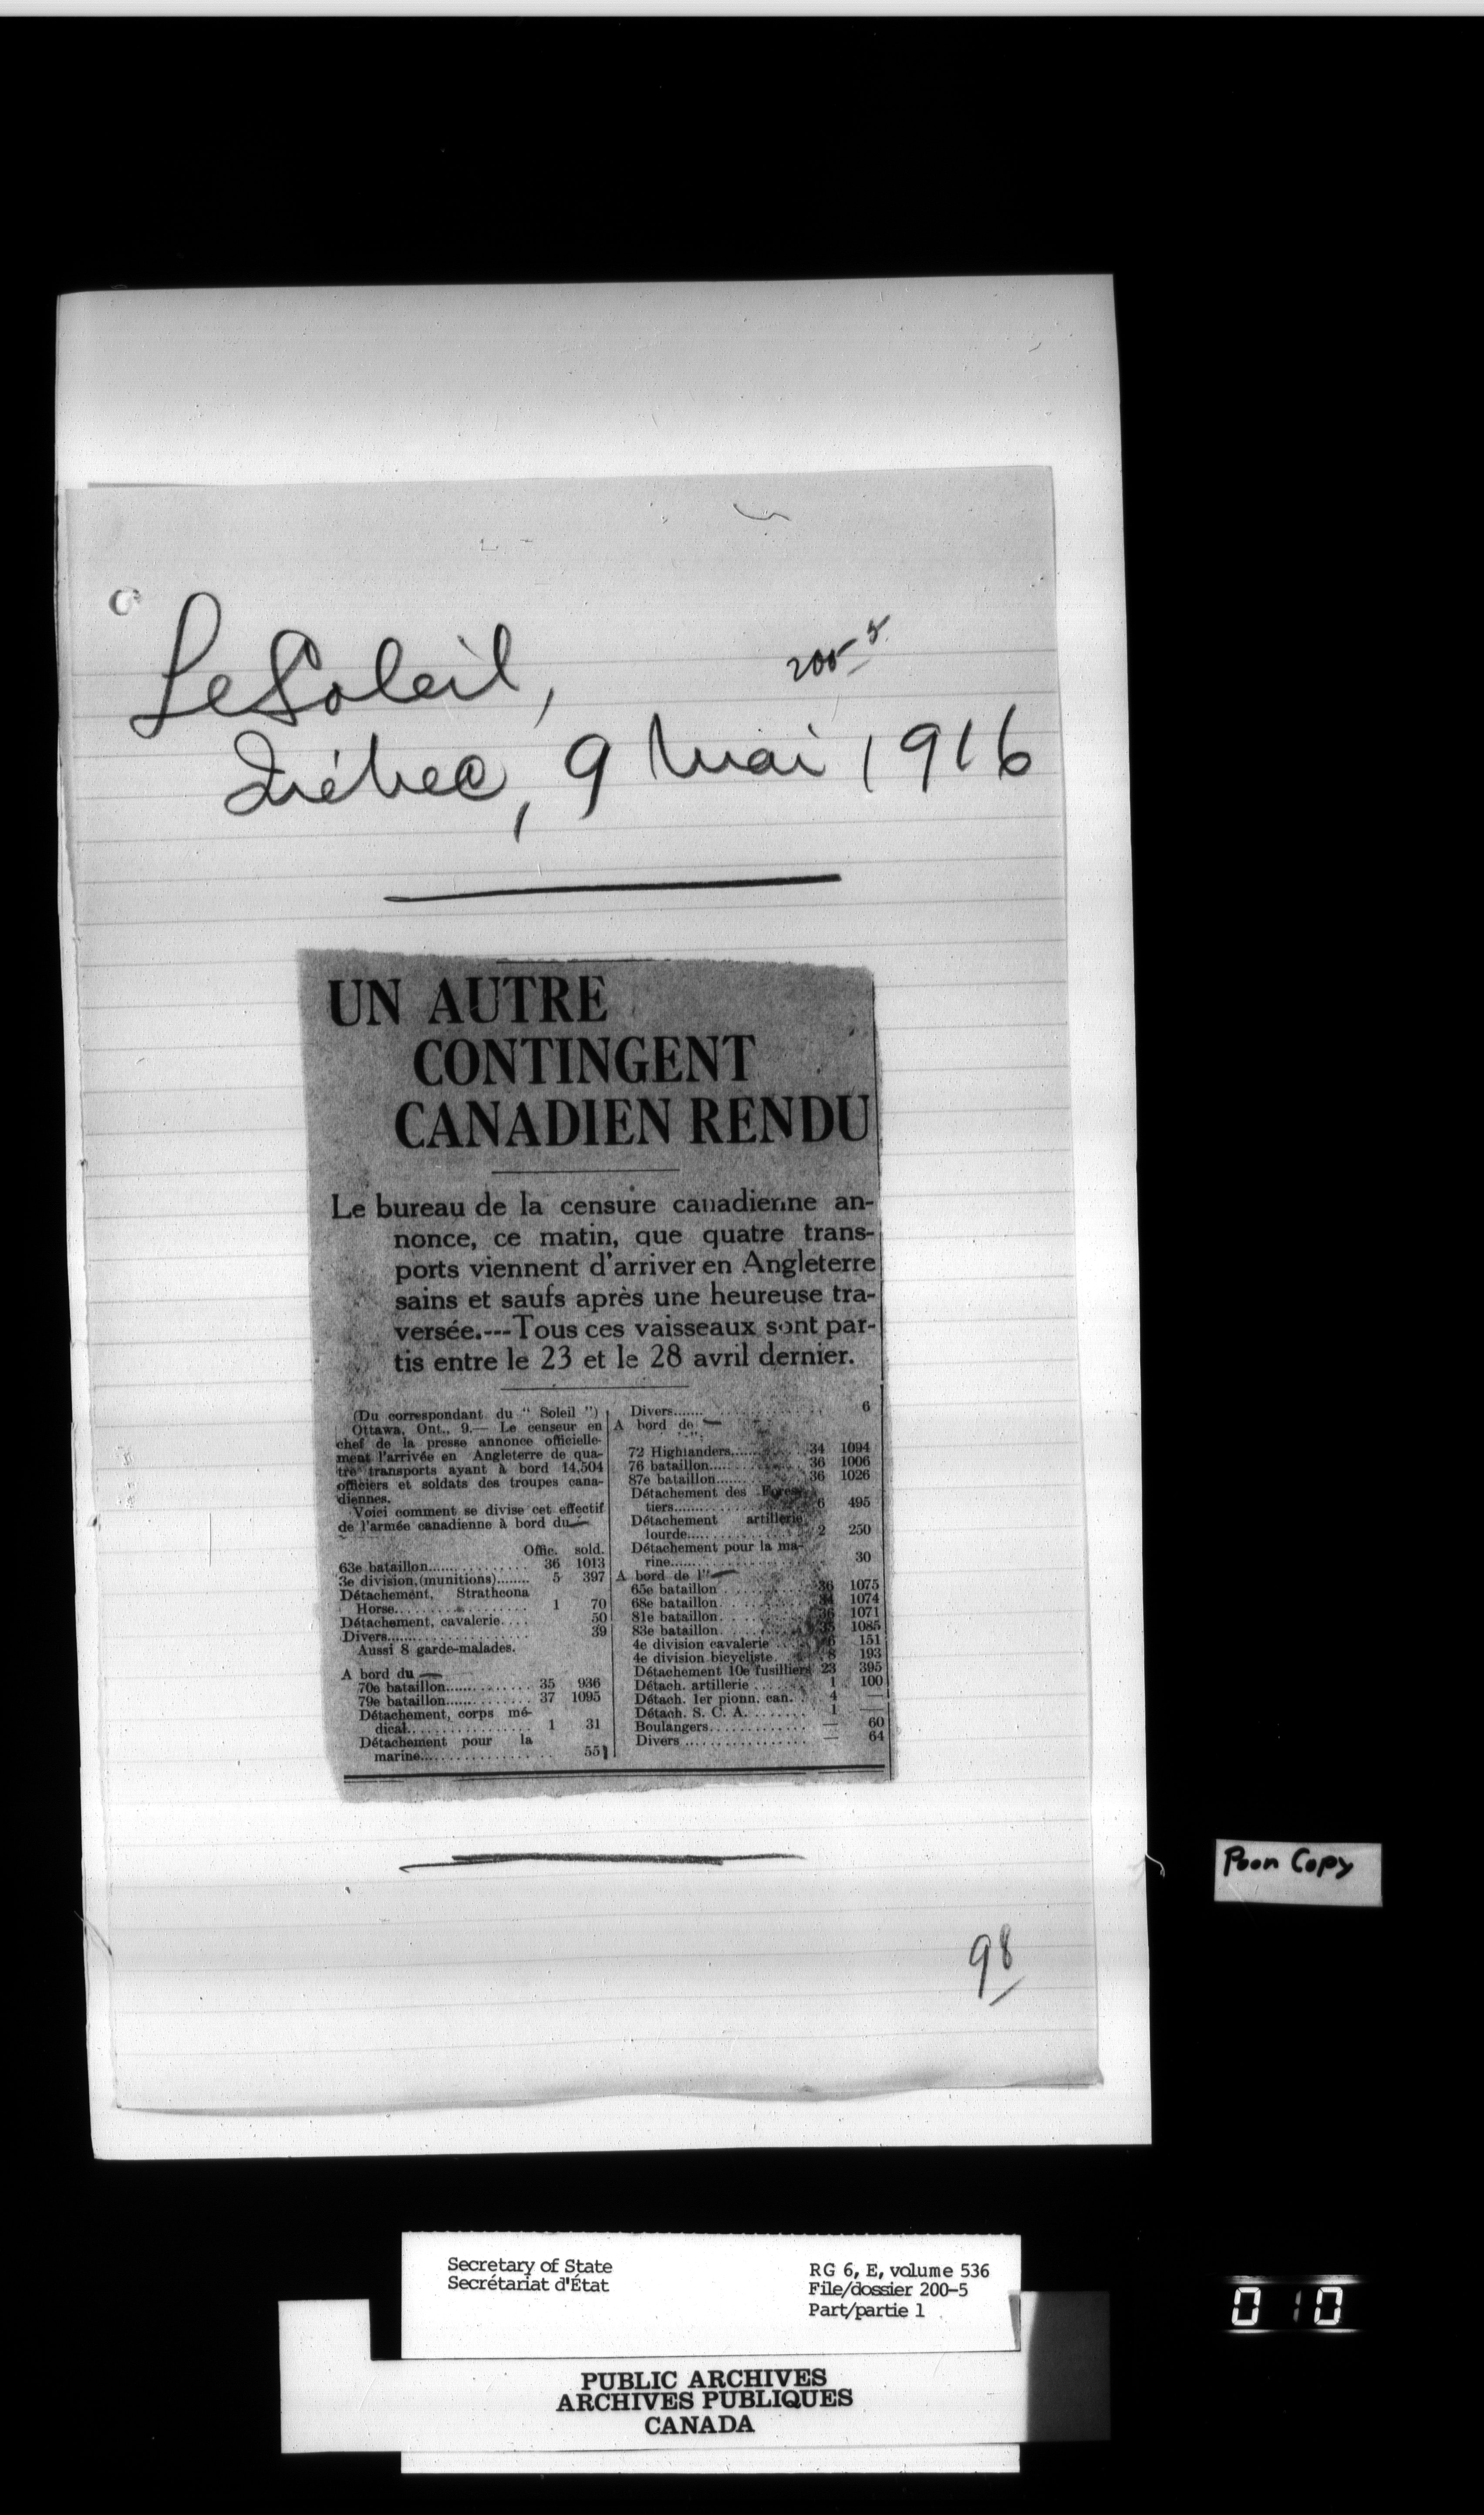 Le Soleil,
200-5
Québec, 9 Mai 1916
UN AUTRE
CONTINGENT
CANADIEN RENDU
Le bureau de la censure canadienne an-
nonce, ce matin, que quatre trans-
ports viennent d'arriver en Angleterre
sains et saufs après une heureuse tra-
versée.---Tous ces vaisseaux sont par-
tis entre le 23 et le 28 avril dernier.
(Du correspondant du " Soleil ")
Ottawa, Ont., 9.— Le censeur en
chef de la presse annonce officielle-
ment l'arrivée en Angleterre de qua-
tre transports ayant à bord 14,504
officiers et soldats des troupes cana-
diennes.
Voici comment se divise cet effectif
de l'armée canadienne à bord du—
Offic. sold.
63e bataillon................ 36 1013
3e division,(munitions)........ 5 397
Détachement, Strathcona
Horse.................. 1 70
Détachement, cavalerie.... 50
Divers.................... 39
Aussi 8 garde-malades.
A bord du —
70e bataillon............... 35 936
79e bataillon............... 37 1095
Détachement, corps mé-
dical................. 1 31
Détachement pour la
marine................. 55
Divers.................... 6
A bord de —
72 Highlanders............ 34 1094
76 bataillon............... 36 1006
87e bataillon.............. 36 1026
Détachement des Fores-
tiers.................. 6 495
Détachement artillerie
lourde................. 2 250
Détachement pour la ma-
rine................... 30
A bord de l'—
65e bataillon ............ 36 1075
68e bataillon............. 34 1074
81e bataillon............. 36 1071
83e bataillon............. 35 1085
4e division cavalerie .... 6 151
4e division bicycliste.... 8 193
Détachement 10e fusilliers 23 395
Détach. artillerie ....... 1 100
Détach. 1er pionn. can. . 4 —
Détach. S. C. A. ........ 1 —
Boulangers............. — 60
Divers ................ — 64
Poor Copy
98
Secretary of State
Secrétariat d'État
RG 6, E, volume 536
File/dossier 200-5
Part/partie 1
PUBLIC ARCHIVES
ARCHIVES PUBLIQUES
CANADA
010